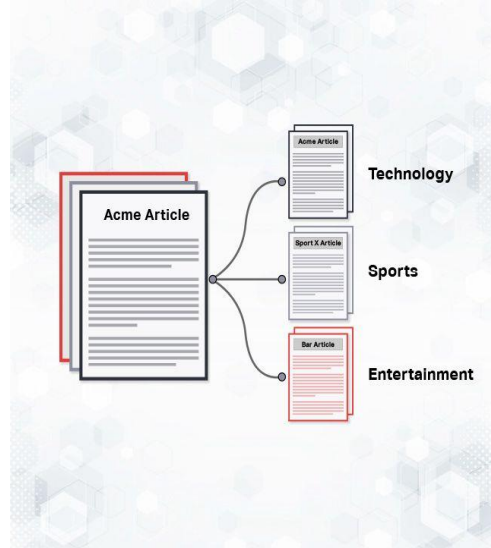 Acme Article
Acme Article
Technology
Sport X Article
Sports
Bar Article
Entertainment